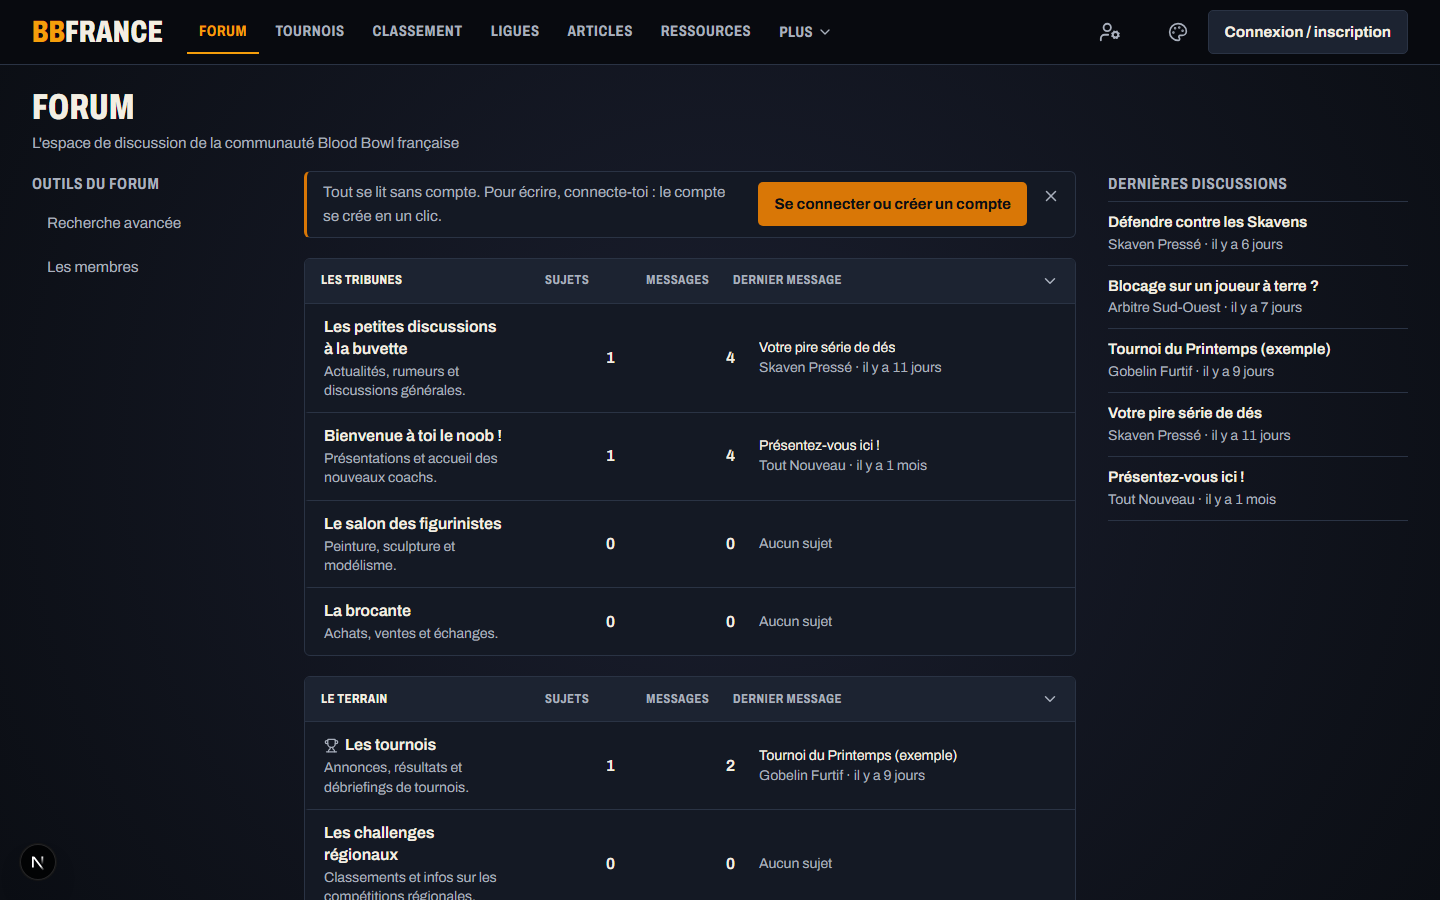 BBFRANCE
FORUM
TOURNOIS
CLASSEMENT
LIGUES
ARTICLES
RESSOURCES
PLUS
Connexion / inscription
FORUM
L'espace de discussion de la communauté Blood Bowl française
OUTILS DU FORUM
Recherche avancée
Les membres
Tout se lit sans compte. Pour écrire, connecte-toi : le compte
se crée en un clic.
Se connecter ou créer un compte
LES TRIBUNES
SUJETS
MESSAGES
DERNIER MESSAGE
Les petites discussions
à la buvette
Actualités, rumeurs et
discussions générales.
1
4
Votre pire série de dés
Skaven Pressé · il y a 11 jours
Bienvenue à toi le noob !
Présentations et accueil des
nouveaux coachs.
1
4
Présentez-vous ici !
Tout Nouveau · il y a 1 mois
Le salon des figurinistes
Peinture, sculpture et
modélisme.
0
0
Aucun sujet
La brocante
Achats, ventes et échanges.
0
0
Aucun sujet
LE TERRAIN
SUJETS
MESSAGES
DERNIER MESSAGE
Les tournois
Annonces, résultats et
débriefings de tournois.
1
2
Tournoi du Printemps (exemple)
Gobelin Furtif · il y a 9 jours
Les challenges
régionaux
Classements et infos sur les
compétitions régionales.
0
0
Aucun sujet
DERNIÈRES DISCUSSIONS
Défendre contre les Skavens
Skaven Pressé · il y a 6 jours
Blocage sur un joueur à terre ?
Arbitre Sud-Ouest · il y a 7 jours
Tournoi du Printemps (exemple)
Gobelin Furtif · il y a 9 jours
Votre pire série de dés
Skaven Pressé · il y a 11 jours
Présentez-vous ici !
Tout Nouveau · il y a 1 mois
N